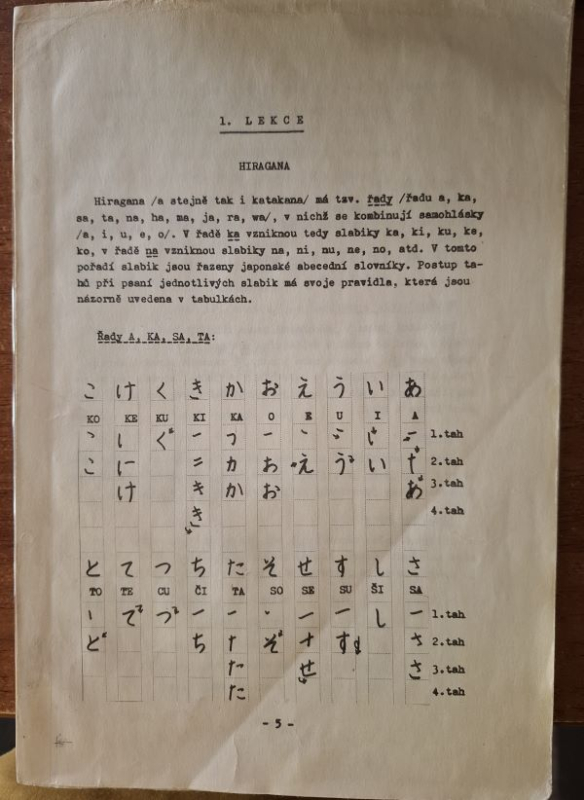 1. LEKCE
HIRAGANA
Hiragana /a stejně tak i katakana/ má tzv. řady /řadu a, ka,
sa, ta, na, ha, ma, ja, ra, wa/, v nichž se kombinují samohlásky
/a, i, u, e, o/. V řadě ka vzniknou tedy slabiky ka, ki, ku, ke,
ko, v řadě na vzniknou slabiky na, ni, nu, ne, no, atd. V tomto
pořadí slabik jsou řazeny japonské abecední slovníky. Postup ta-
hů při psaní jednotlivých slabik má svoje pravidla, která jsou
názorně uvedena v tabulkách.
Řady A, KA, SA, TA:
こ け く き か お え う い あ
KO KE KU KI KA O E U I A
1.tah
2.tah
3.tah
4.tah
と て つ ち た そ せ す し さ
TO TE CU ČI TA SO SE SU ŠI SA
1.tah
2.tah
3.tah
4.tah
- 5 -